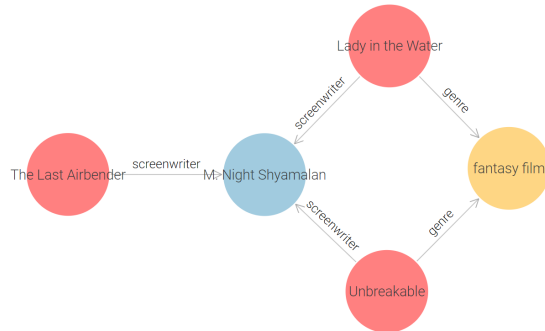 Lady in the Water
screenwriter
genre
The Last Airbender
screenwriter
M. Night Shyamalan
fantasy film
screenwriter
genre
Unbreakable